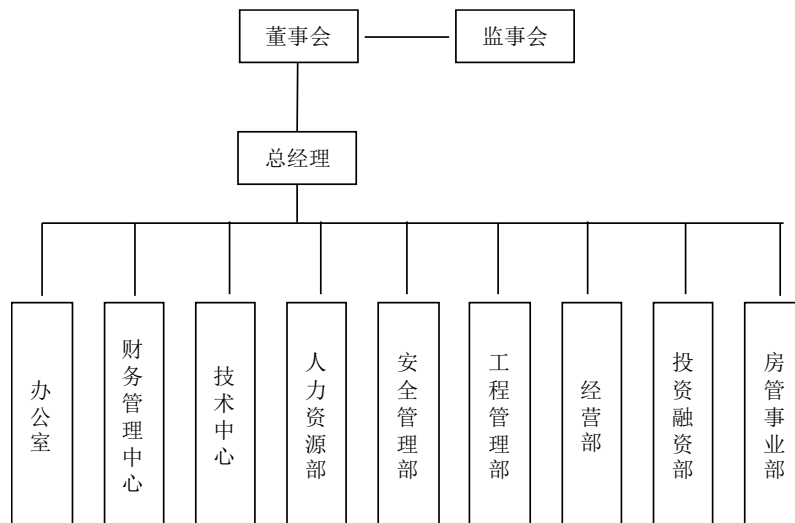 董事会
监事会
总经理
办公室
财务管理中心
技术中心
人力资源部
安全管理部
工程管理部
经营部
投资融资部
房管事业部